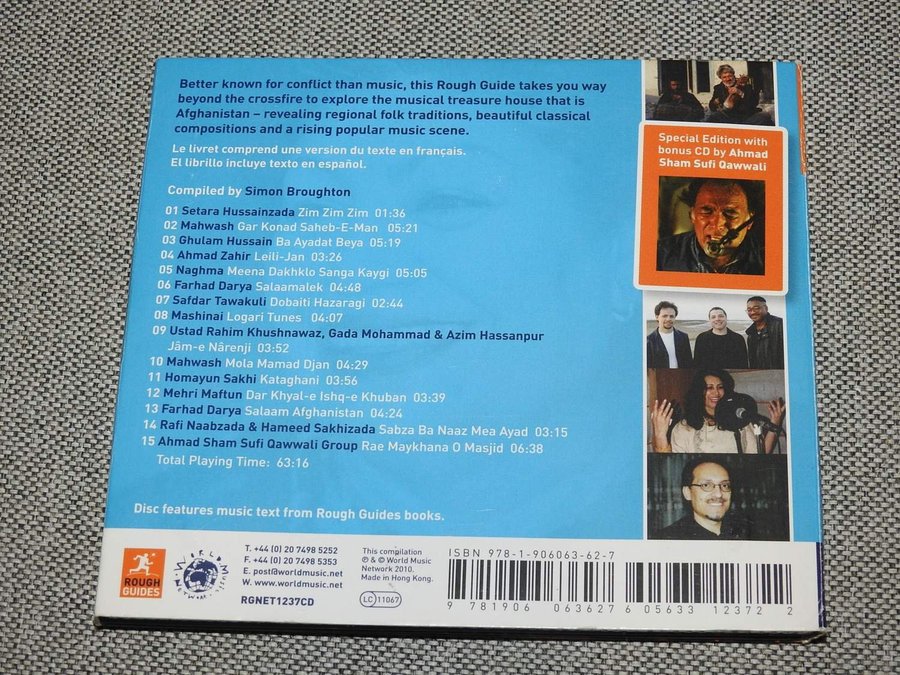 Better known for conflict than music, this Rough Guide takes you way
beyond the crossfire to explore the musical treasure house that is
Afghanistan – revealing regional folk traditions, beautiful classical
compositions and a rising popular music scene.
Le livret comprend une version du texte en français.
El librillo incluye texto en español.
Compiled by Simon Broughton
01 Setara Hussainzada Zim Zim Zim 01:36
02 Mahwash Gar Konad Saheb-E-Man 05:21
03 Ghulam Hussain Ba Ayadat Beya 05:19
04 Ahmad Zahir Leili-Jan 03:26
05 Naghma Meena Dakhklo Sanga Kaygi 05:05
06 Farhad Darya Salaamalek 04:48
07 Safdar Tawakuli Dobaiti Hazaragi 02:44
08 Mashinai Logari Tunes 04:07
09 Ustad Rahim Khushnawaz, Gada Mohammad & Azim Hassanpur
Jâm-e Nârenji 03:52
10 Mahwash Mola Mamad Djan 04:29
11 Homayun Sakhi Kataghani 03:56
12 Mehri Maftun Dar Khyal-e Ishq-e Khuban 03:39
13 Farhad Darya Salaam Afghanistan 04:24
14 Rafi Naabzada & Hameed Sakhizada Sabza Ba Naaz Mea Ayad 03:15
15 Ahmad Sham Sufi Qawwali Group Rae Maykhana O Masjid 06:38
Total Playing Time: 63:16
Disc features music text from Rough Guides books.
Special Edition with
bonus CD by Ahmad
Sham Sufi Qawwali
ROUGH
GUIDES
WORLD
MUSIC
NETWORK
T. +44 (0) 20 7498 5252
F. +44 (0) 20 7498 5353
E. post@worldmusic.net
W. www.worldmusic.net
RGNET1237CD
This compilation
℗ & © World Music
Network 2010.
Made in Hong Kong.
LC 11067
ISBN 978-1-906063-62-7
9 781906 063627 605633 12372 2